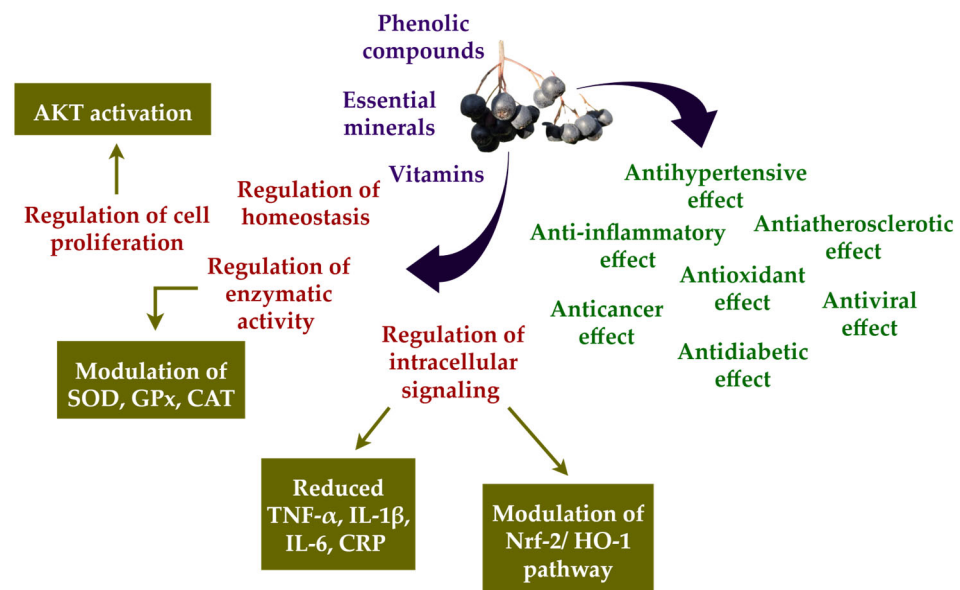 Phenolic
compounds
Essential
minerals
Vitamins
AKT activation
Regulation of cell
proliferation
Regulation of
homeostasis
Regulation of
enzymatic
activity
Modulation of
SOD, GPx, CAT
Regulation of
intracellular
signaling
Reduced
TNF-α, IL-1β,
IL-6, CRP
Modulation of
Nrf-2/ HO-1
pathway
Antihypertensive
effect
Anti-inflammatory
effect
Antiatherosclerotic
effect
Antioxidant
effect
Anticancer
effect
Antiviral
effect
Antidiabetic
effect